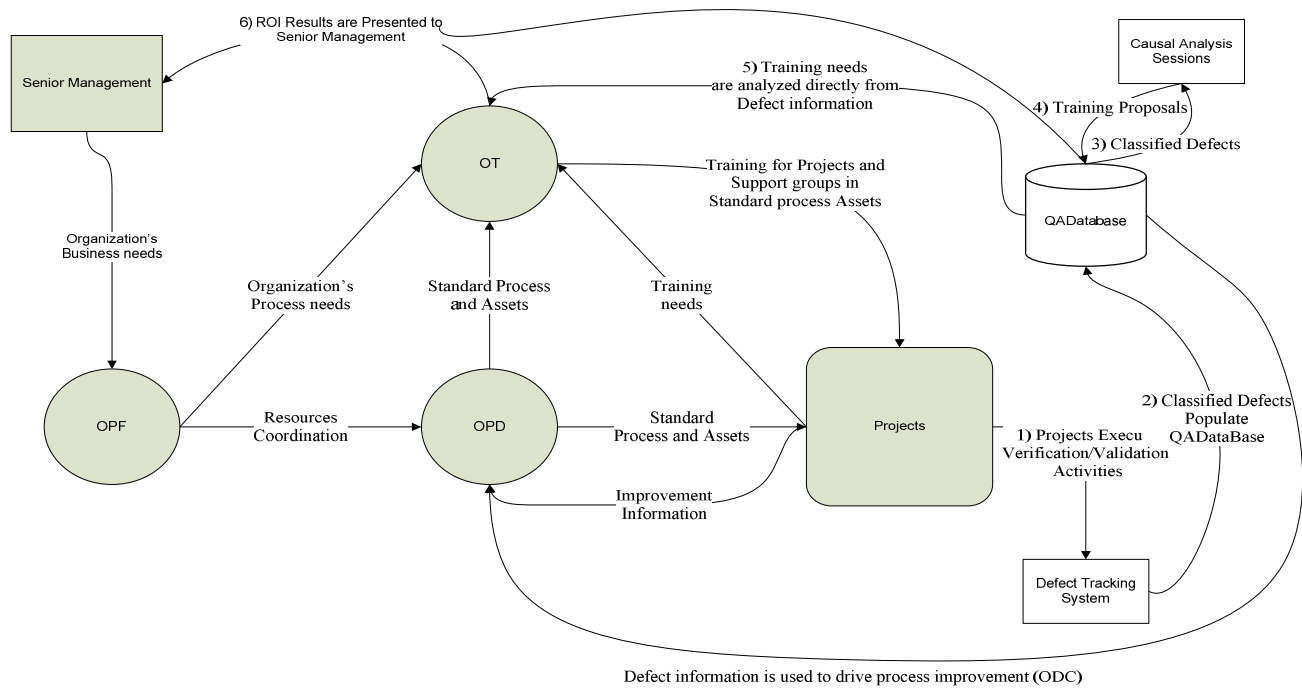 6) ROI Results are Presented to
Senior Management
Senior Management
Causal Analysis
Sessions
5) Training needs
are analyzed directly from
Defect information
4) Training Proposals
3) Classified Defects
OT
Training for Projects and
Support groups in
Standard process Assets
QADatabase
Organization's
Business needs
Organization's
Process needs
Standard Process
and Assets
Training
needs
OPF
Resources
Coordination
OPD
Standard
Process and Assets
Projects
2) Classified Defects
Populate
QADataBase
1) Projects Execu
Verification/Validation
Activities
Improvement
Information
Defect Tracking
System
Defect information is used to drive process improvement (ODC)